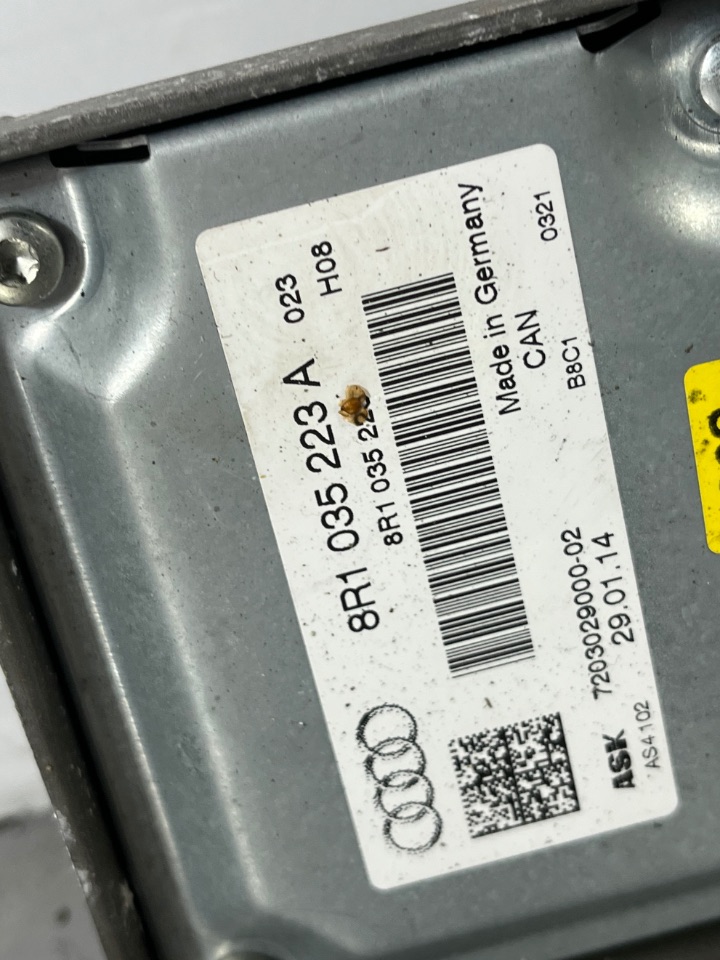 8R1 035 223 A 023
8R1 035 223 H08
Made in Germany
CAN
7203029000-02 B8C1 0321
ASK 29.01.14
AS4102